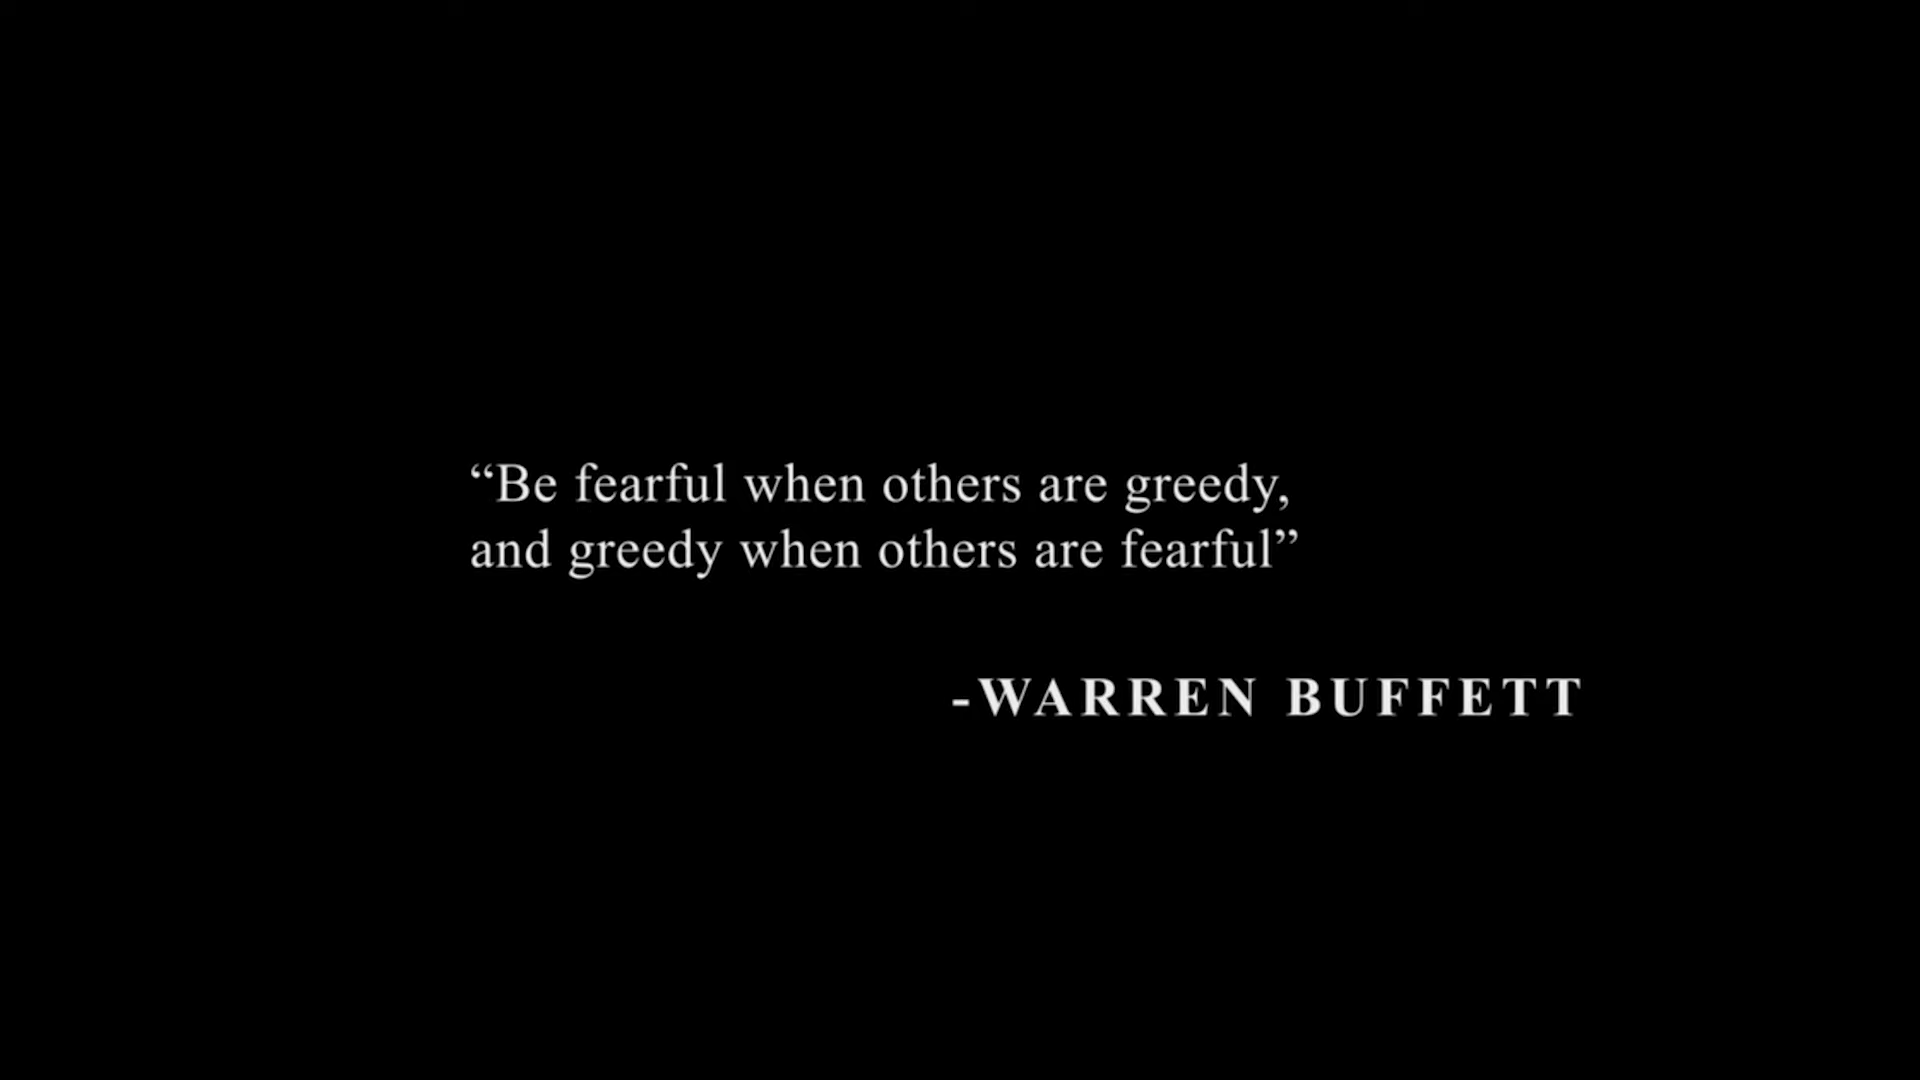 “Be fearful when others are greedy,
and greedy when others are fearful”
-WARREN BUFFETT